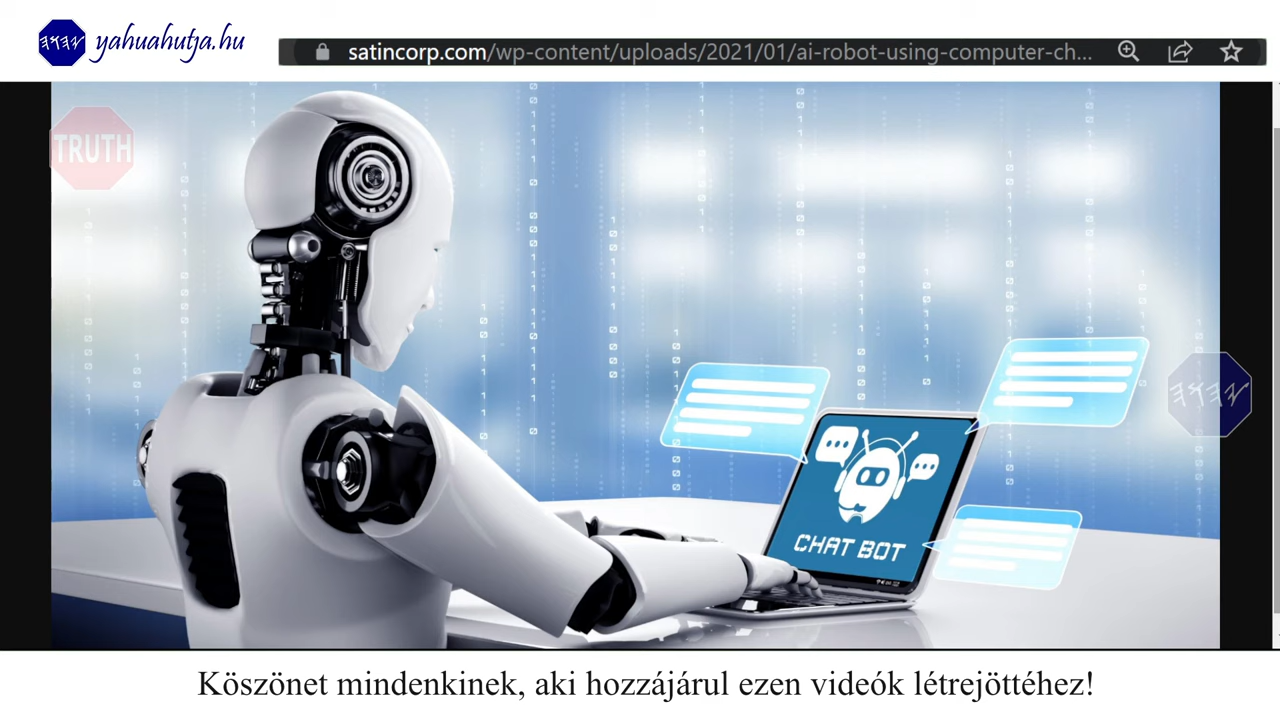 𐤉𐤄𐤅𐤄 yahuahutja.hu
satincorp.com/wp-content/uploads/2021/01/ai-robot-using-computer-ch...
TRUTH
CHAT BOT
Köszönet mindenkinek, aki hozzájárul ezen videók létrejöttéhez!